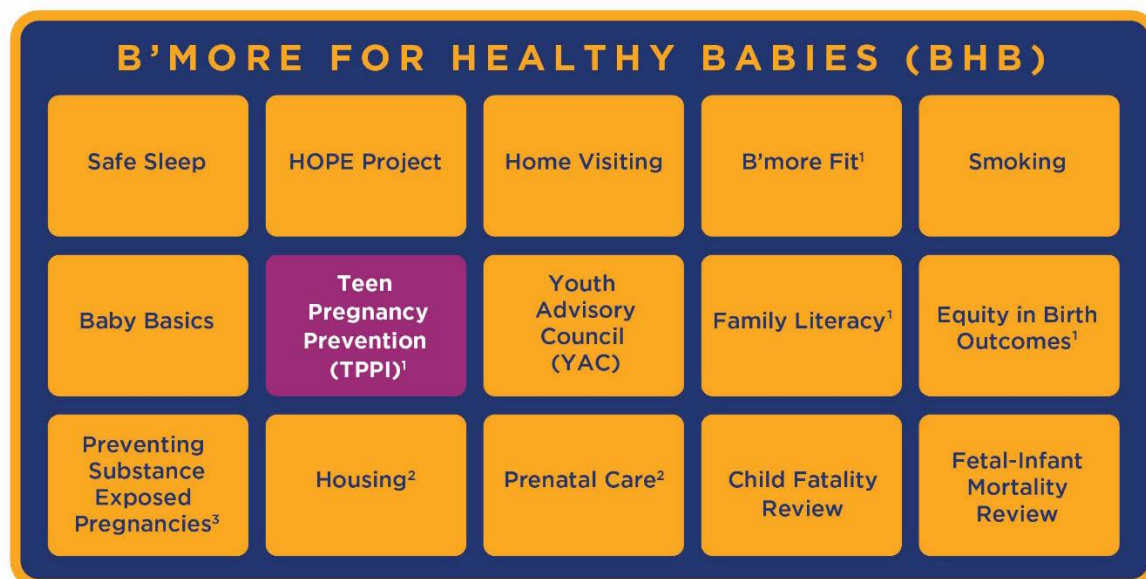 B'MORE FOR HEALTHY BABIES (BHB)
Safe Sleep
HOPE Project
Home Visiting
B'more Fit¹
Smoking
Baby Basics
Teen
Pregnancy
Prevention
(TPPI)¹
Youth
Advisory
Council
(YAC)
Family Literacy¹
Equity in Birth
Outcomes¹
Preventing
Substance
Exposed
Pregnancies³
Housing²
Prenatal Care²
Child Fatality
Review
Fetal-Infant
Mortality
Review